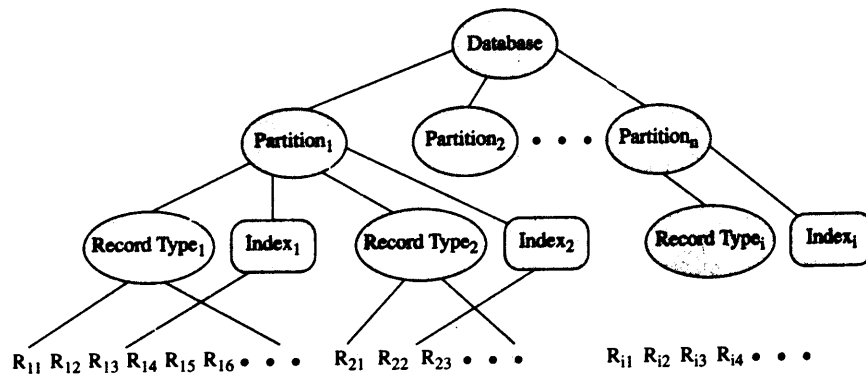 Database
Partition₁ Partition₂ • • • Partitionₙ
Record Type₁ Index₁ Record Type₂ Index₂ Record Typeᵢ Indexᵢ
R₁₁ R₁₂ R₁₃ R₁₄ R₁₅ R₁₆ • • • R₂₁ R₂₂ R₂₃ • • • Rᵢ₁ Rᵢ₂ Rᵢ₃ Rᵢ₄ • • •